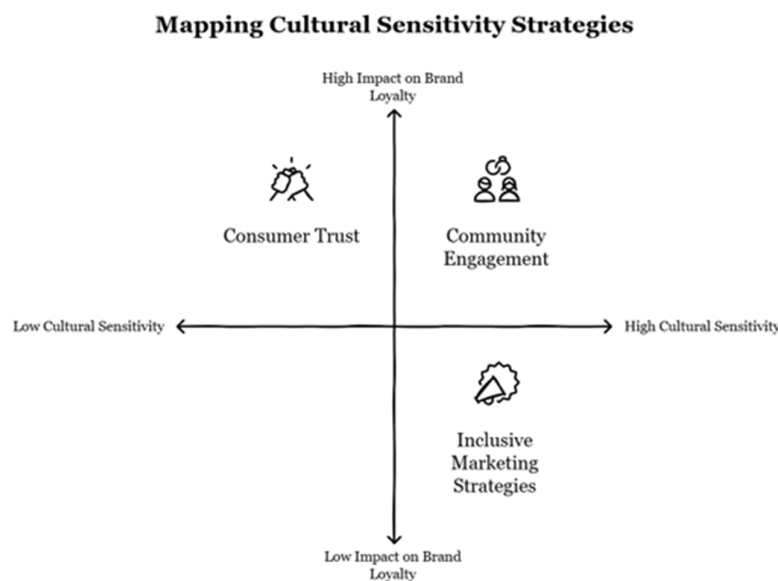 Mapping Cultural Sensitivity Strategies
High Impact on Brand
Loyalty
Consumer Trust
Community
Engagement
Low Cultural Sensitivity
High Cultural Sensitivity
Inclusive
Marketing
Strategies
Low Impact on Brand
Loyalty